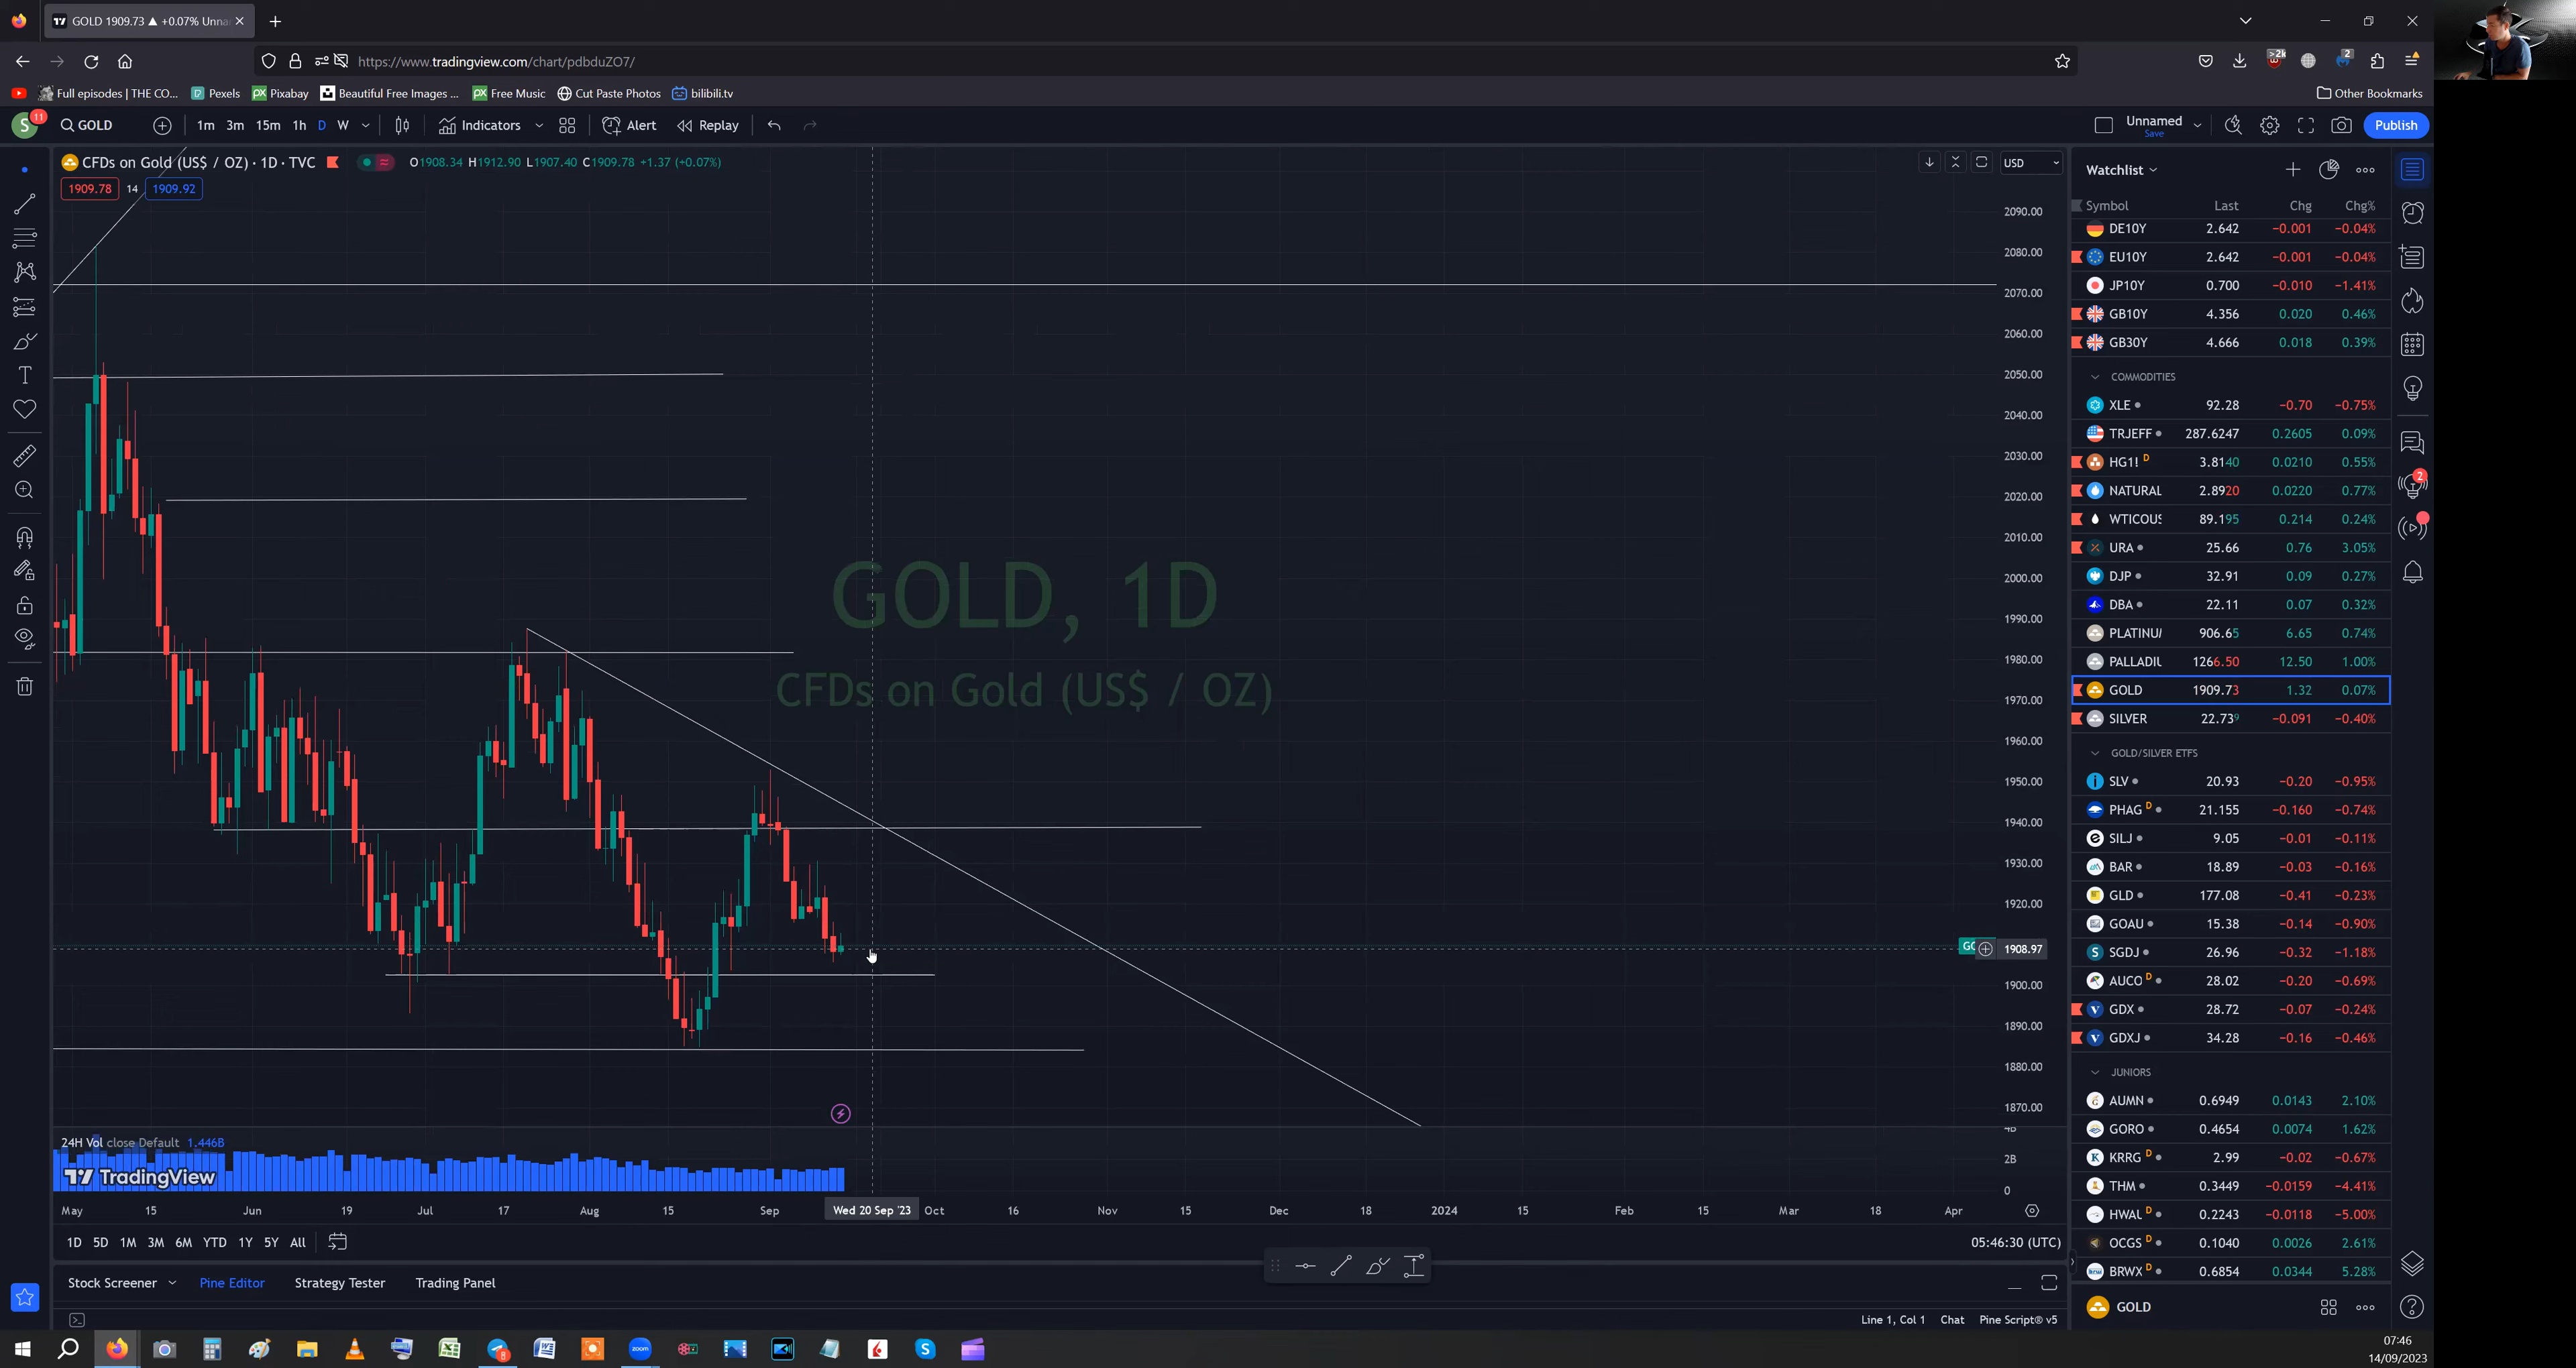 GOLD 1909.73 ▲ +0.07% Unna
https://www.tradingview.com/chart/pdbduZO7/
>2k
2
Full episodes | THE CO... Pexels Pixabay Beautiful Free Images ... Free Music Cut Paste Photos bilibili.tv
Other Bookmarks
S 11 GOLD 1m 3m 15m 1h D W Indicators Alert Replay
Unnamed
Save
Publish
CFDs on Gold (US$ / OZ) · 1D · TVC O1908.34 H1912.90 L1907.40 C1909.78 +1.37 (+0.07%)
1909.78 14 1909.92
USD
2090.00
2080.00
2070.00
2060.00
2050.00
2040.00
2030.00
2020.00
2010.00
2000.00
1990.00
1980.00
1970.00
1960.00
1950.00
1940.00
1930.00
1920.00
1908.97
1900.00
1890.00
1880.00
1870.00
4B
2B
0
GOLD, 1D
CFDs on Gold (US$ / OZ)
24H Vol close Default 1.446B
TradingView
May 15 Jun 19 Jul 17 Aug 15 Sep Wed 20 Sep '23 Oct 16 Nov 15 Dec 18 2024 15 Feb 15 Mar 18 Apr
1D 5D 1M 3M 6M YTD 1Y 5Y All
05:46:30 (UTC)
Stock Screener Pine Editor Strategy Tester Trading Panel
Line 1, Col 1 Chat Pine Script® v5
Watchlist
Symbol Last Chg Chg%
DE10Y 2.642 −0.001 −0.04%
EU10Y 2.642 −0.001 −0.04%
JP10Y 0.700 −0.010 −1.41%
GB10Y 4.356 0.020 0.46%
GB30Y 4.666 0.018 0.39%
COMMODITIES
XLE 92.28 −0.70 −0.75%
TRJEFF 287.6247 0.2605 0.09%
HG1! D 3.8140 0.0210 0.55%
NATURAL 2.8920 0.0220 0.77%
WTICOUS 89.195 0.214 0.24%
URA 25.66 0.76 3.05%
DJP 32.91 0.09 0.27%
DBA 22.11 0.07 0.32%
PLATINU 906.65 6.65 0.74%
PALLADIU 1266.50 12.50 1.00%
GOLD 1909.73 1.32 0.07%
SILVER 22.739 −0.091 −0.40%
GOLD/SILVER ETFS
SLV 20.93 −0.20 −0.95%
PHAG D 21.155 −0.160 −0.74%
SILJ 9.05 −0.01 −0.11%
BAR 18.89 −0.03 −0.16%
GLD 177.08 −0.41 −0.23%
GOAU 15.38 −0.14 −0.90%
SGDJ 26.96 −0.32 −1.18%
AUCO D 28.02 −0.20 −0.69%
GDX 28.72 −0.07 −0.24%
GDXJ 34.28 −0.16 −0.46%
JUNIORS
AUMN 0.6949 0.0143 2.10%
GORO 0.4654 0.0074 1.62%
KRRG D 2.99 −0.02 −0.67%
THM 0.3449 −0.0159 −4.41%
HWAL D 0.2243 −0.0118 −5.00%
OCGS D 0.1040 0.0026 2.61%
BRWX D 0.6854 0.0344 5.28%
GOLD
2
8
zoom
07:46
14/09/2023